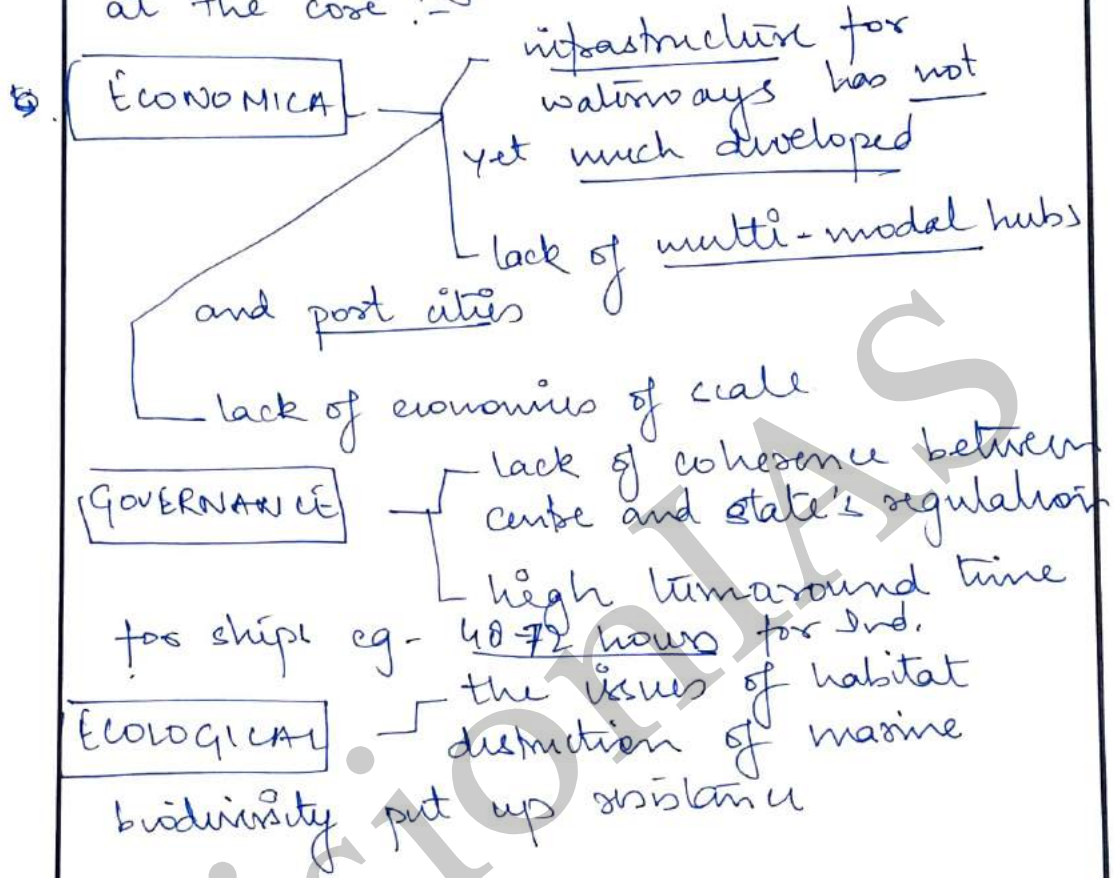 at the core :-
ECONOMICAL
infrastructure for
waterways has not
yet much developed
lack of multi-modal hubs
and port cities
lack of economies of scale
GOVERNANCE
lack of coherence between
centre and state's regulation
high turnaround time
for ships eg - 48-72 hours for Ind.
ECOLOGICAL
the issues of habitat
destruction of marine
biodiversity put up resistance
VisionIAS